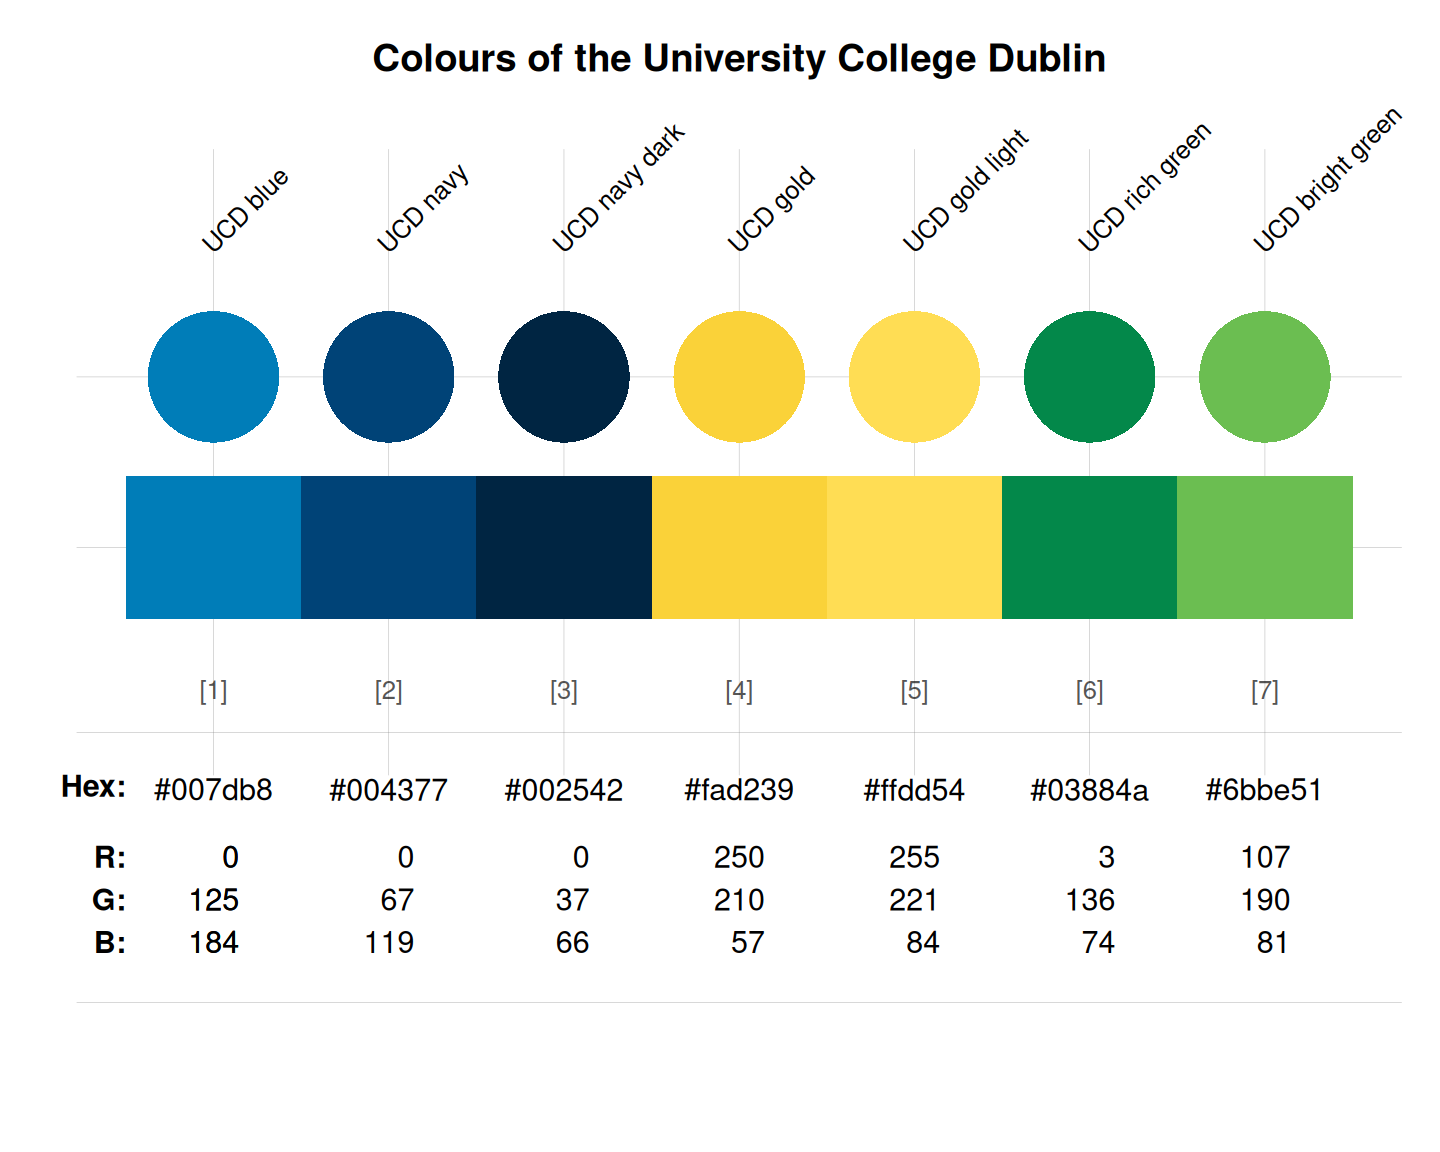 Colours of the University College Dublin
UCD blue
UCD navy
UCD navy dark
UCD gold
UCD gold light
UCD rich green
UCD bright green
[1] [2] [3] [4] [5] [6] [7]
Hex: #007db8 #004377 #002542 #fad239 #ffdd54 #03884a #6bbe51
R: 0 0 0 250 255 3 107
G: 125 67 37 210 221 136 190
B: 184 119 66 57 84 74 81